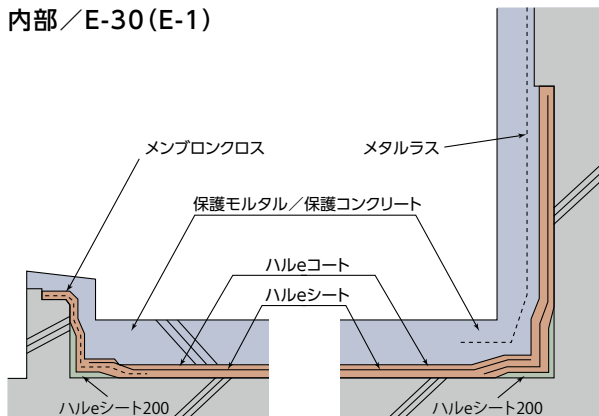 内部／E-30(E-1)
メンブロンクロス
メタルラス
保護モルタル／保護コンクリート
ハルeコート
ハルeシート
ハルeシート200
ハルeシート200